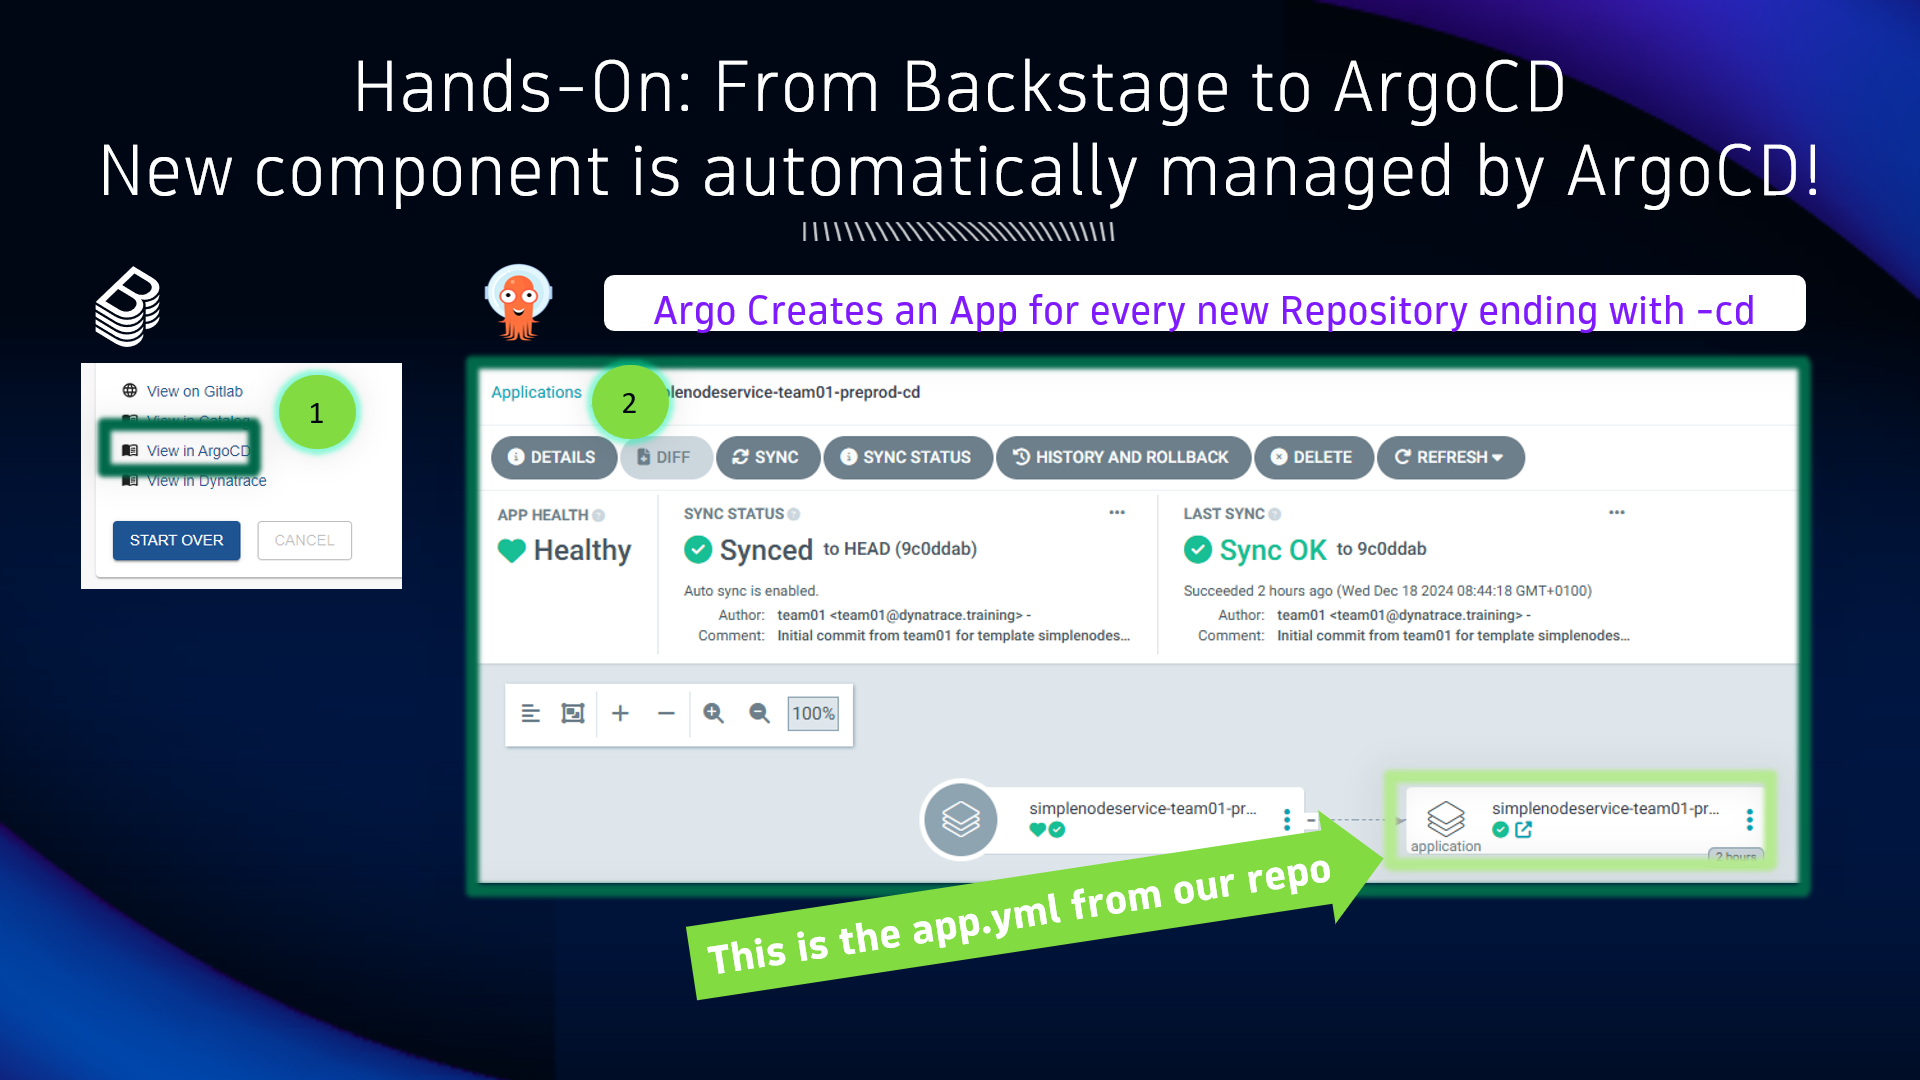 Hands-On: From Backstage to ArgoCD
New component is automatically managed by ArgoCD!
Argo Creates an App for every new Repository ending with -cd
View on Gitlab
View in Catalog
View in ArgoCD
View in Dynatrace
START OVER
CANCEL
1
Applications
2
plenodeservice-team01-preprod-cd
DETAILS
DIFF
SYNC
SYNC STATUS
HISTORY AND ROLLBACK
DELETE
REFRESH
APP HEALTH
Healthy
SYNC STATUS
Synced to HEAD (9c0ddab)
Auto sync is enabled.
Author: team01 <team01@dynatrace.training> -
Comment: Initial commit from team01 for template simplenodes...
LAST SYNC
Sync OK to 9c0ddab
Succeeded 2 hours ago (Wed Dec 18 2024 08:44:18 GMT+0100)
Author: team01 <team01@dynatrace.training> -
Comment: Initial commit from team01 for template simplenodes...
100%
simplenodeservice-team01-pr...
simplenodeservice-team01-pr...
application
2 hours
This is the app.yml from our repo